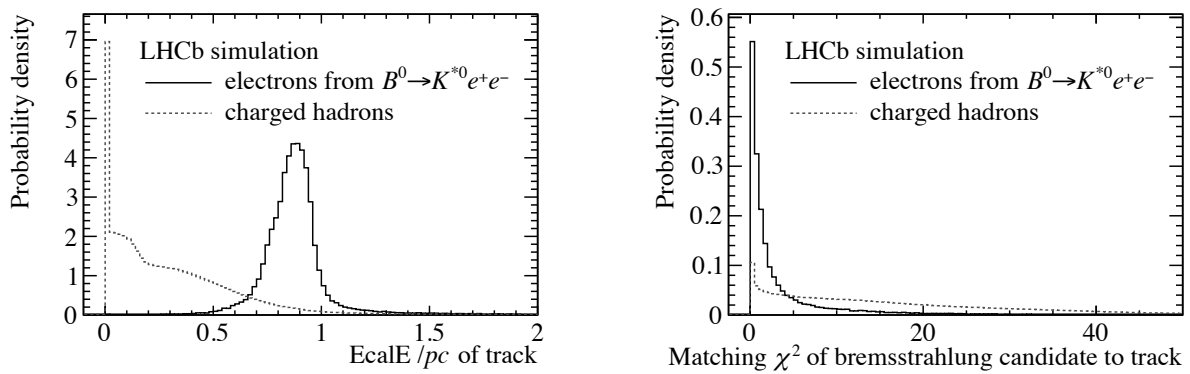 Probability density
7
6
5
4
3
2
1
0
LHCb simulation
electrons from B⁰→K*⁰e⁺e⁻
charged hadrons
0 0.5 1 1.5 2
EcalE /pc of track
Probability density
0.6
0.5
0.4
0.3
0.2
0.1
0
LHCb simulation
electrons from B⁰→K*⁰e⁺e⁻
charged hadrons
0 20 40
Matching χ² of bremsstrahlung candidate to track